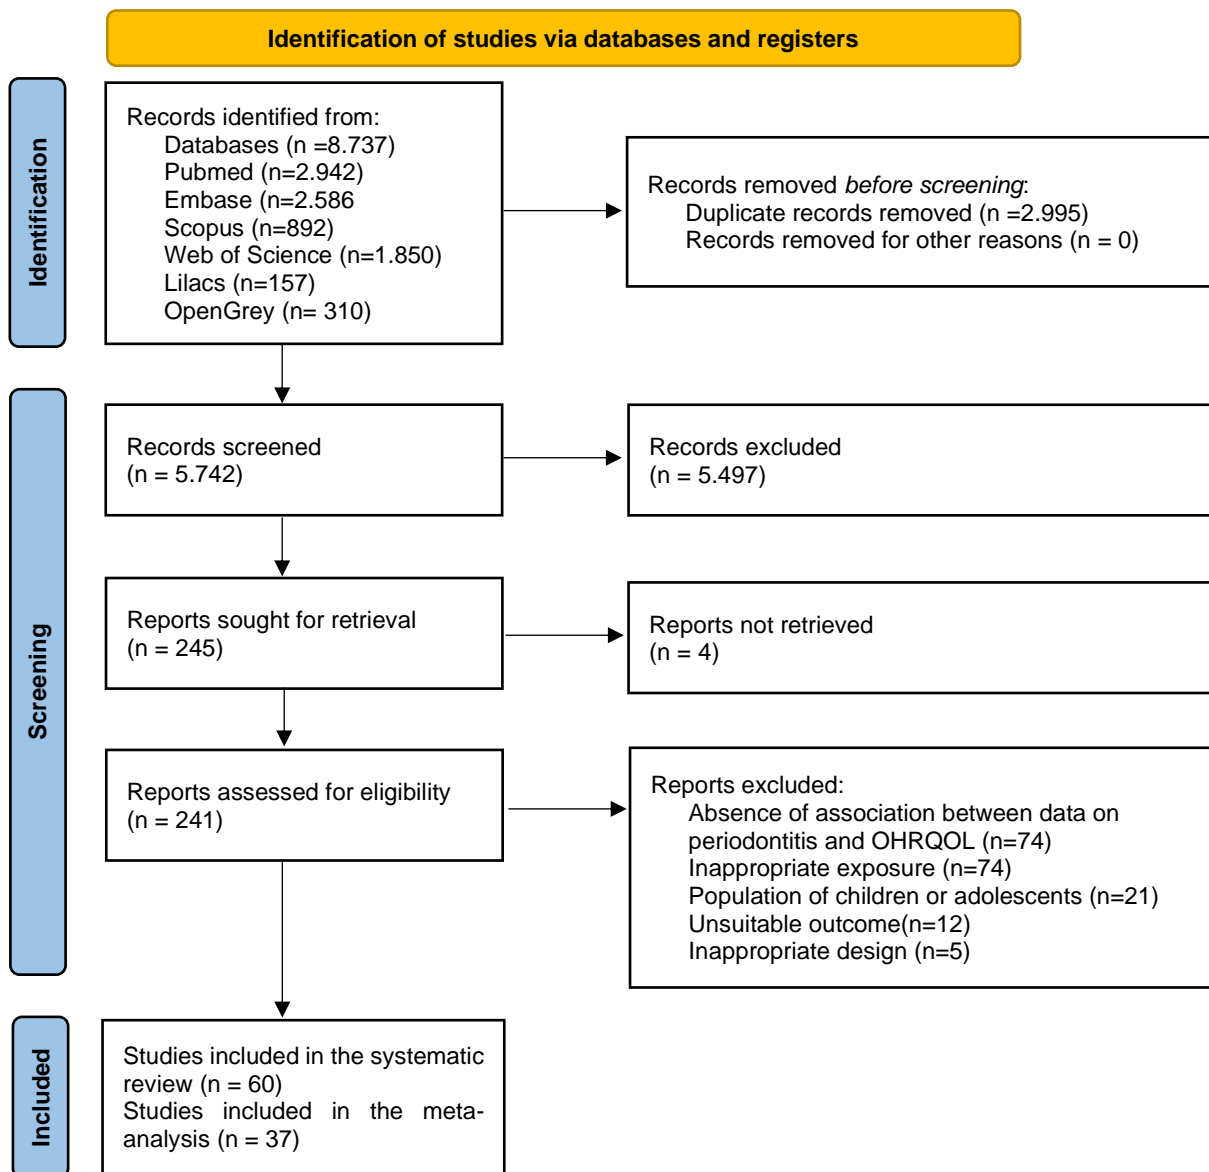 Identification of studies via databases and registers
Identification
Records identified from:
Databases (n =8.737)
Pubmed (n=2.942)
Embase (n=2.586
Scopus (n=892)
Web of Science (n=1.850)
Lilacs (n=157)
OpenGrey (n= 310)
Records removed before screening:
Duplicate records removed (n =2.995)
Records removed for other reasons (n = 0)
Screening
Records screened
(n = 5.742)
Records excluded
(n = 5.497)
Reports sought for retrieval
(n = 245)
Reports not retrieved
(n = 4)
Reports assessed for eligibility
(n = 241)
Reports excluded:
Absence of association between data on
periodontitis and OHRQOL (n=74)
Inappropriate exposure (n=74)
Population of children or adolescents (n=21)
Unsuitable outcome(n=12)
Inappropriate design (n=5)
Included
Studies included in the systematic
review (n = 60)
Studies included in the meta-
analysis (n = 37)